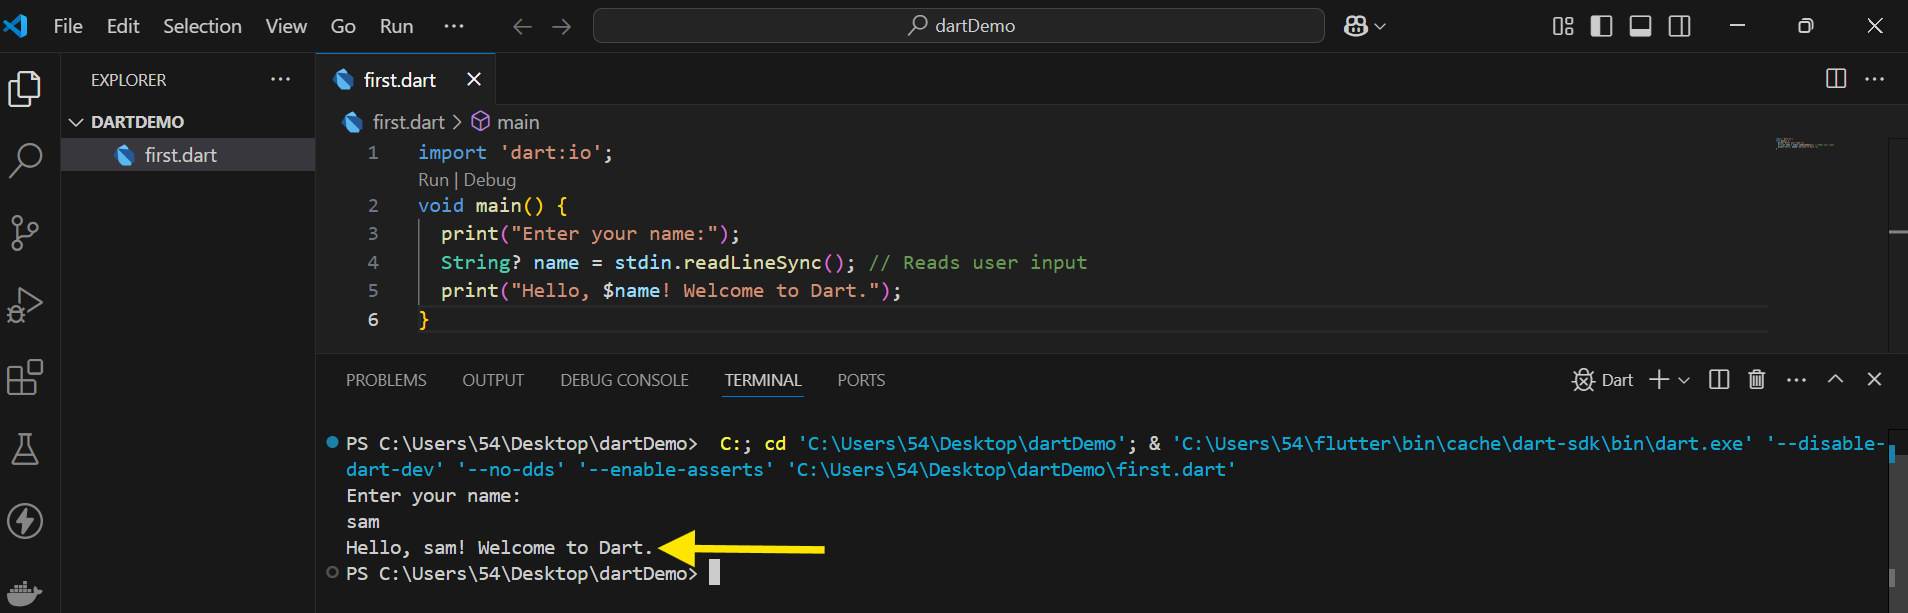 File Edit Selection View Go Run ··· dartDemo
EXPLORER ···
first.dart
DARTDEMO
first.dart
first.dart > main
1 import 'dart:io';
Run | Debug
2 void main() {
3 print("Enter your name:");
4 String? name = stdin.readLineSync(); // Reads user input
5 print("Hello, $name! Welcome to Dart.");
6 }
PROBLEMS OUTPUT DEBUG CONSOLE TERMINAL PORTS Dart
PS C:\Users\54\Desktop\dartDemo>  C:; cd 'C:\Users\54\Desktop\dartDemo'; & 'C:\Users\54\flutter\bin\cache\dart-sdk\bin\dart.exe' '--disable-
dart-dev' '--no-dds' '--enable-asserts' 'C:\Users\54\Desktop\dartDemo\first.dart'
Enter your name:
sam
Hello, sam! Welcome to Dart.
PS C:\Users\54\Desktop\dartDemo>